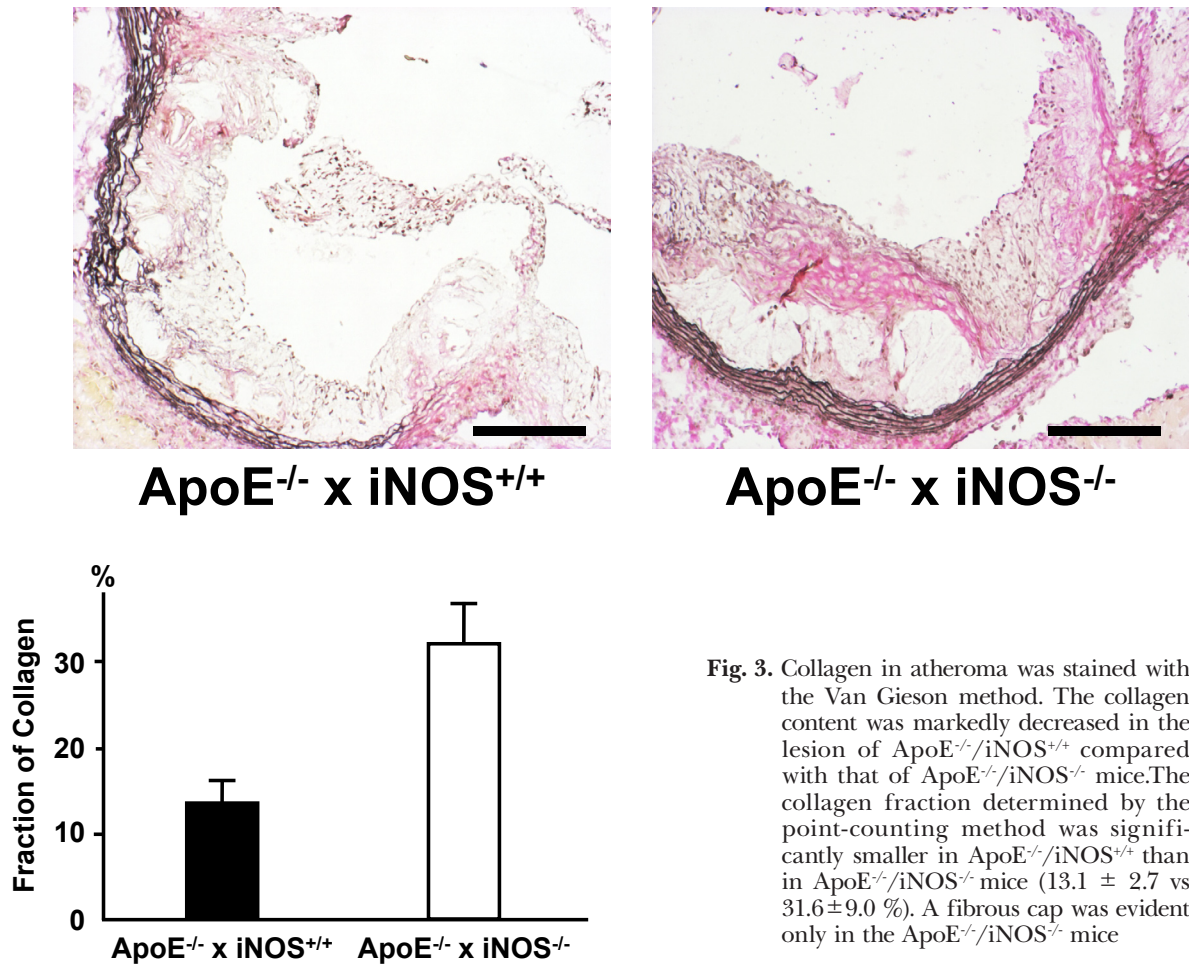 ApoE-/- x iNOS+/+
ApoE-/- x iNOS-/-
%
Fraction of Collagen
30
20
10
0
ApoE-/- x iNOS+/+
ApoE-/- x iNOS-/-
Fig. 3. Collagen in atheroma was stained with
the Van Gieson method. The collagen
content was markedly decreased in the
lesion of ApoE-/-/iNOS+/+ compared
with that of ApoE-/-/iNOS-/- mice.The
collagen fraction determined by the
point-counting method was signifi-
cantly smaller in ApoE-/-/iNOS+/+ than
in ApoE-/-/iNOS-/- mice (13.1 ± 2.7 vs
31.6±9.0 %). A fibrous cap was evident
only in the ApoE-/-/iNOS-/- mice